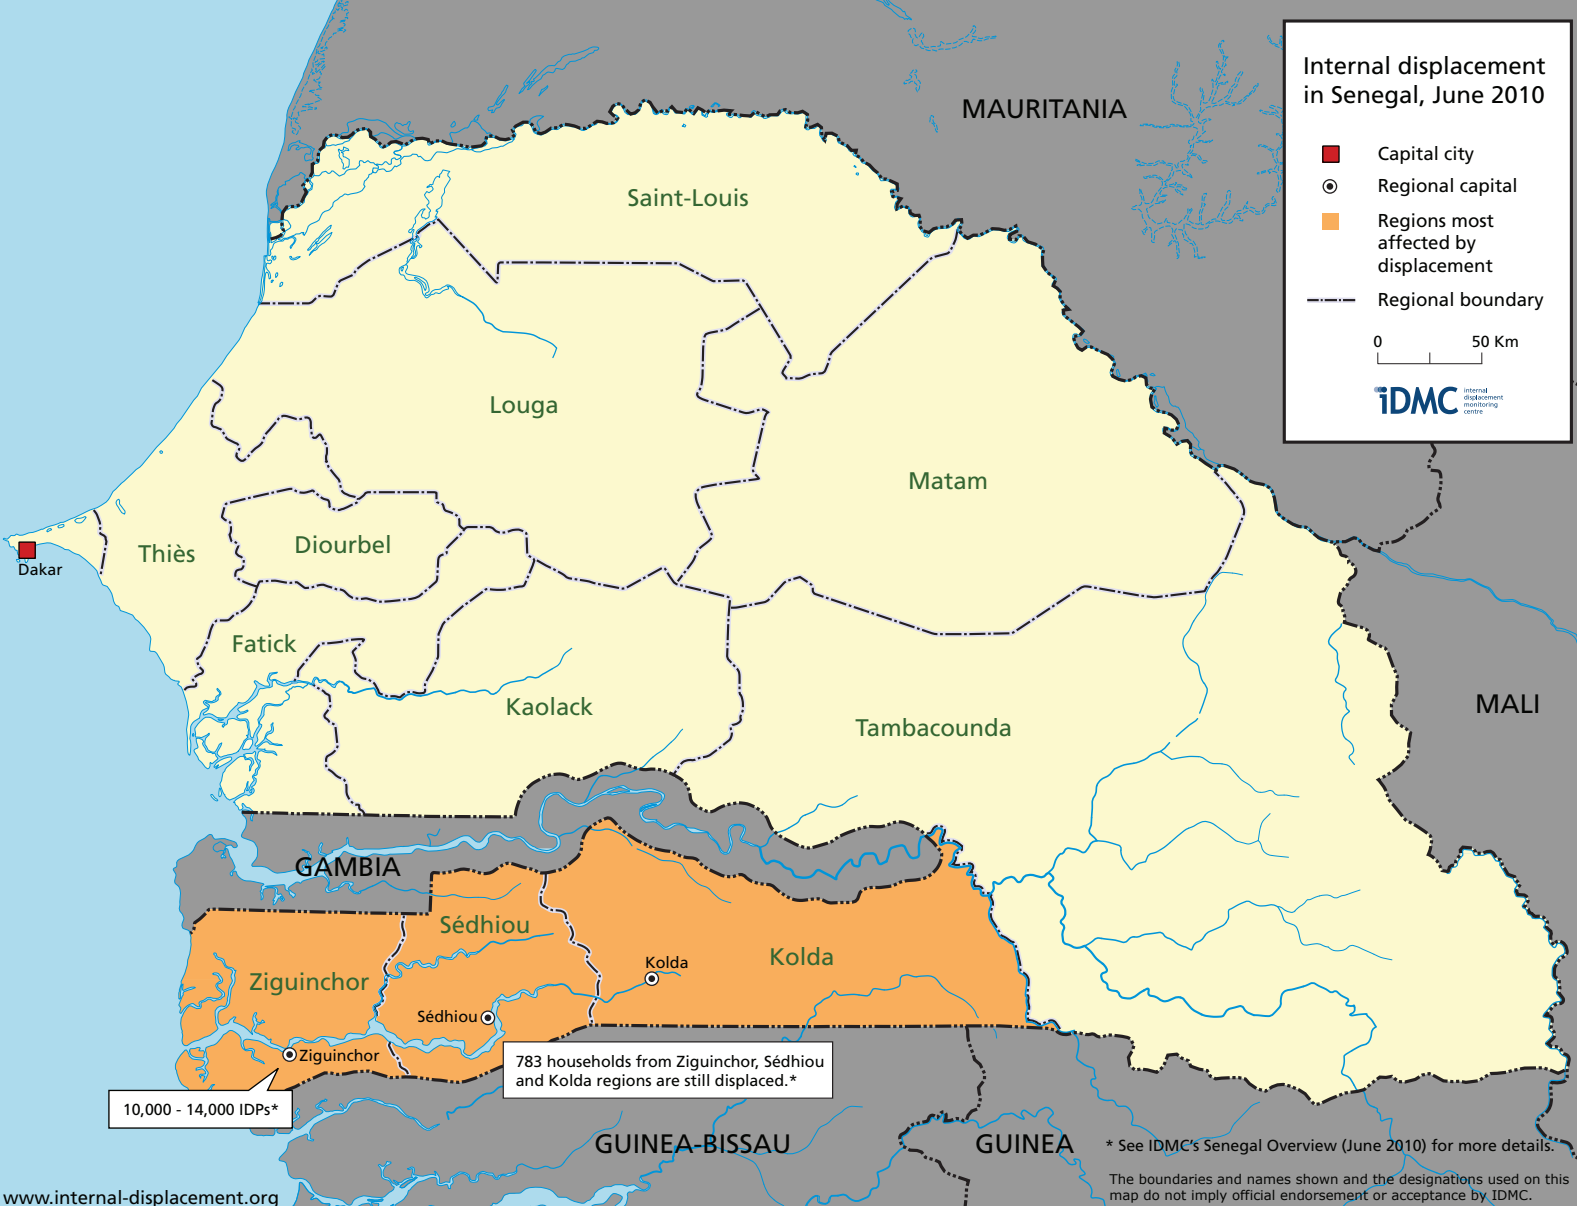 Internal displacement
in Senegal, June 2010
Capital city
Regional capital
Regions most
affected by
displacement
Regional boundary
0 50 Km
iDMC
internal
displacement
monitoring
centre
MAURITANIA
Saint-Louis
Louga
Matam
Thiès
Diourbel
Dakar
Fatick
Kaolack
Tambacounda
MALI
GAMBIA
Sédhiou
Kolda
Kolda
Ziguinchor
Sédhiou
Ziguinchor
783 households from Ziguinchor, Sédhiou
and Kolda regions are still displaced.*
10,000 - 14,000 IDPs*
GUINEA-BISSAU
GUINEA
* See IDMC's Senegal Overview (June 2010) for more details.
The boundaries and names shown and the designations used on this
map do not imply official endorsement or acceptance by IDMC.
www.internal-displacement.org